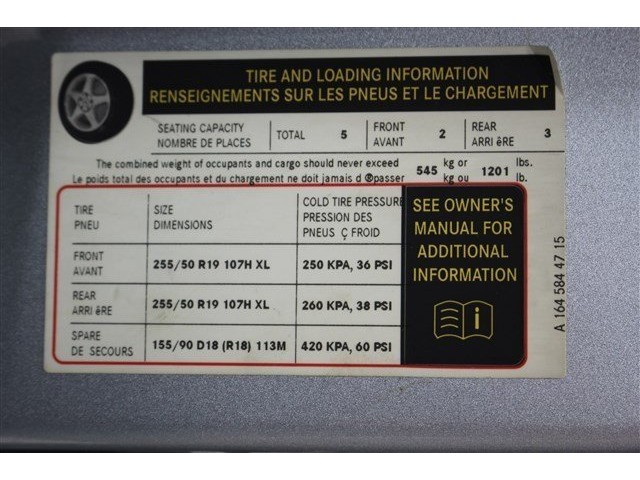 TIRE AND LOADING INFORMATION
RENSEIGNEMENTS SUR LES PNEUS ET LE CHARGEMENT
SEATING CAPACITY TOTAL 5 FRONT 2 REAR 3
NOMBRE DE PLACES AVANT ARRI êRE
The combined weight of occupants and cargo should never exceed 545 kg or 1201 lbs.
Le poids total des occupants et du chargement ne doit jamais d ®passer kg ou lb.
TIRE SIZE COLD TIRE PRESSURE
PNEU DIMENSIONS PRESSION DES
PNEUS Ç FROID
FRONT
AVANT 255/50 R19 107H XL 250 KPA, 36 PSI
REAR
ARRI êRE 255/50 R19 107H XL 260 KPA, 38 PSI
SPARE
DE SECOURS 155/90 D18 (R18) 113M 420 KPA, 60 PSI
SEE OWNER'S
MANUAL FOR
ADDITIONAL
INFORMATION
i
A 164 584 47 15